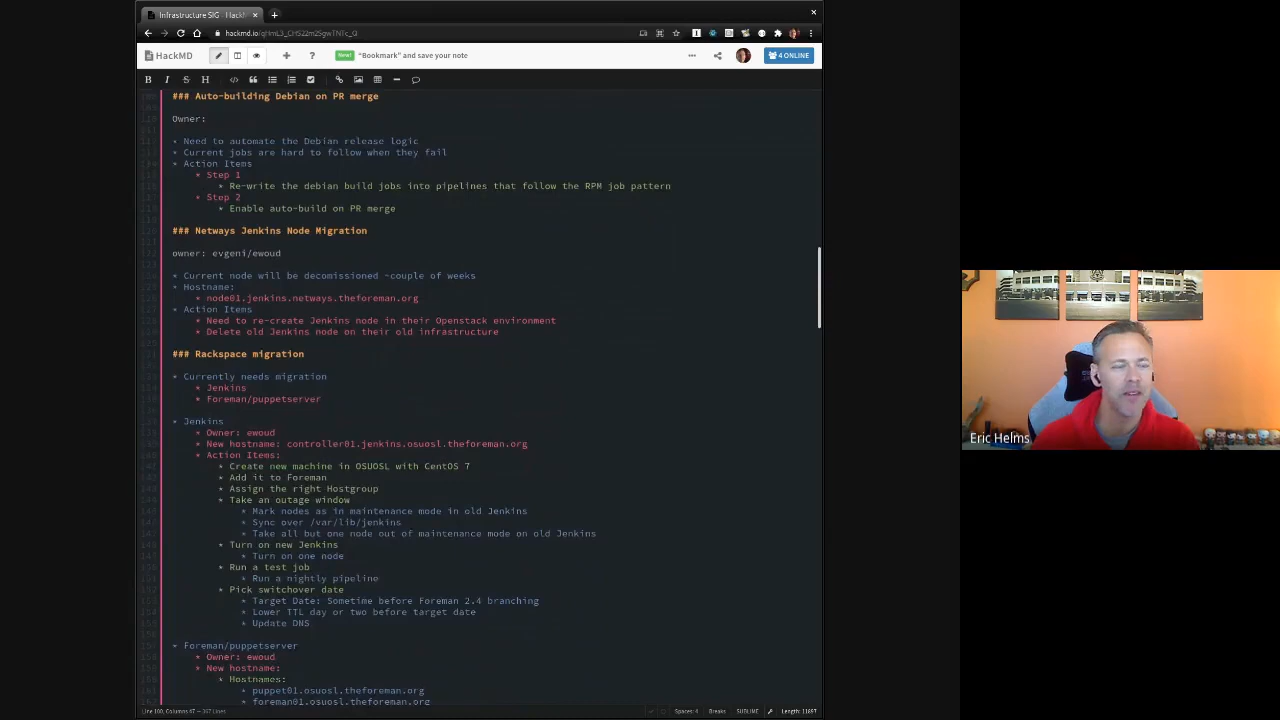 Infrastructure SIG - HackM
hackmd.io
HackMD
New!
"Bookmark" and save your note
4 ONLINE
B I S H
### Auto-building Debian on PR merge
Owner:
* Need to automate the Debian release logic
* Current jobs are hard to follow when they fail
* Action Items
* Step 1
* Re-write the debian build jobs into pipelines that follow the RPM job pattern
* Step 2
* Enable auto-build on PR merge
### Netways Jenkins Node Migration
owner: evgeni/ewoud
* Current node will be decomissioned ~couple of weeks
* Hostname:
* node01.jenkins.netways.theforeman.org
* Action Items
* Need to re-create Jenkins node in their Openstack environment
* Delete old Jenkins node on their old infrastructure
### Rackspace migration
* Currently needs migration
* Jenkins
* Foreman/puppetserver
* Jenkins
* Owner: ewoud
* New hostname: controller01.jenkins.osuosl.theforeman.org
* Action Items:
* Create new machine in OSUOSL with CentOS 7
* Add it to Foreman
* Assign the right Hostgroup
* Take an outage window
* Mark nodes as in maintenance mode in old Jenkins
* Sync over /var/lib/jenkins
* Take all but one node out of maintenance mode on old Jenkins
* Turn on new Jenkins
* Turn on one node
* Run a test job
* Run a nightly pipeline
* Pick switchover date
* Target Date: Sometime before Foreman 2.4 branching
* Lower TTL day or two before target date
* Update DNS
* Foreman/puppetserver
* Owner: ewoud
* New hostname:
* Hostnames:
* puppet01.osuosl.theforeman.org
* foreman01.osuosl.theforeman.org
Spaces: 4 Breaks SUBLIME Length: 11897
Eric Helms